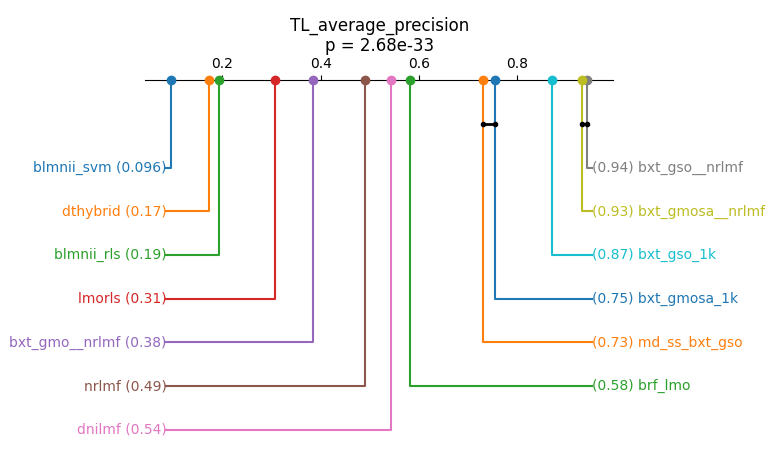 TL_average_precision
p = 2.68e-33
0.2 0.4 0.6 0.8
blmnii_svm (0.096)
(0.94) bxt_gso__nrlmf
dthybrid (0.17)
(0.93) bxt_gmosa__nrlmf
blmnii_rls (0.19)
(0.87) bxt_gso_1k
lmorls (0.31)
(0.75) bxt_gmosa_1k
bxt_gmo__nrlmf (0.38)
(0.73) md_ss_bxt_gso
nrlmf (0.49)
(0.58) brf_lmo
dnilmf (0.54)